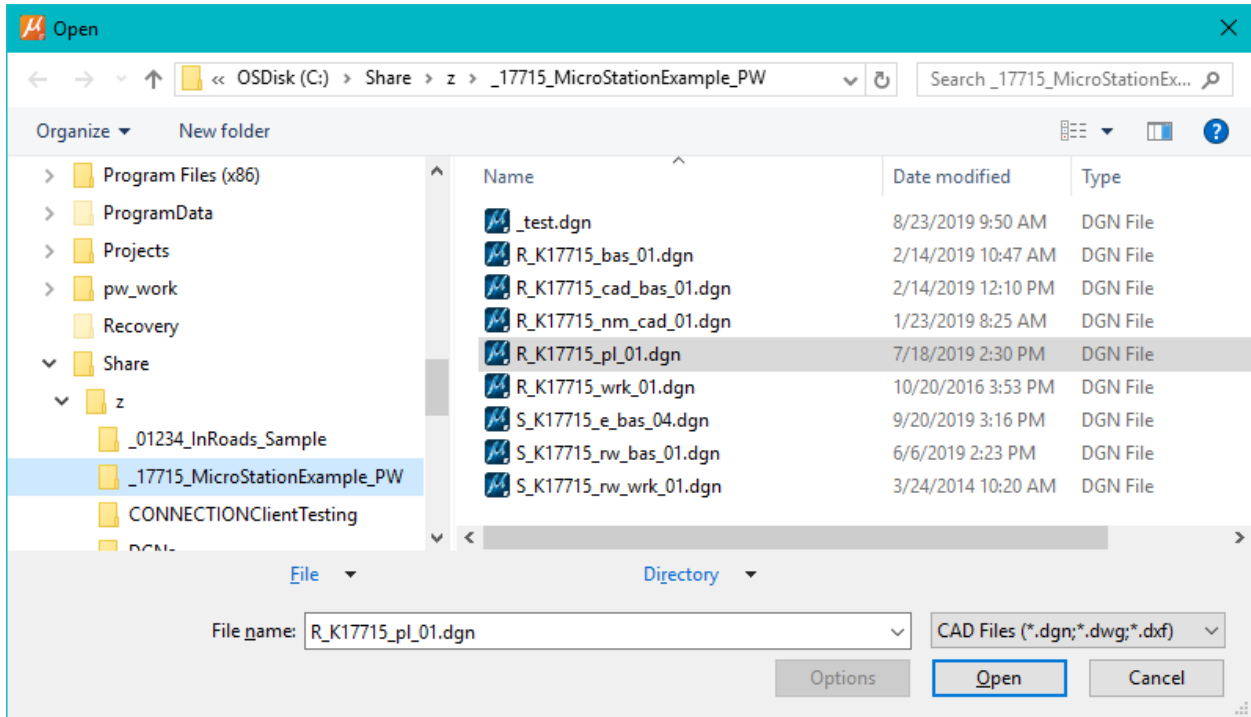 Open
« OSDisk (C:) > Share > z > _17715_MicroStationExample_PW
Search _17715_MicroStationEx...
Organize New folder
Program Files (x86)
ProgramData
Projects
pw_work
Recovery
Share
z
_01234_InRoads_Sample
_17715_MicroStationExample_PW
CONNECTIONClientTesting
Name Date modified Type
_test.dgn 8/23/2019 9:50 AM DGN File
R_K17715_bas_01.dgn 2/14/2019 10:47 AM DGN File
R_K17715_cad_bas_01.dgn 2/14/2019 12:10 PM DGN File
R_K17715_nm_cad_01.dgn 1/23/2019 8:25 AM DGN File
R_K17715_pl_01.dgn 7/18/2019 2:30 PM DGN File
R_K17715_wrk_01.dgn 10/20/2016 3:53 PM DGN File
S_K17715_e_bas_04.dgn 9/20/2019 3:16 PM DGN File
S_K17715_rw_bas_01.dgn 6/6/2019 2:23 PM DGN File
S_K17715_rw_wrk_01.dgn 3/24/2014 10:20 AM DGN File
File Directory
File name: R_K17715_pl_01.dgn CAD Files (*.dgn;*.dwg;*.dxf)
Options Open Cancel